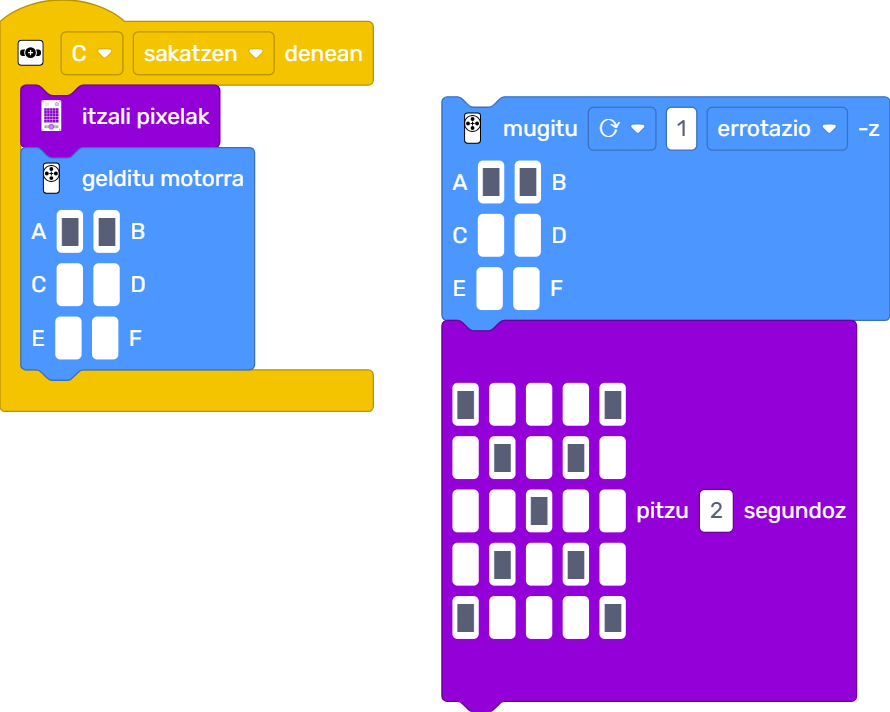 C sakatzen denean
itzali pixelak
gelditu motorra
A B
C D
E F
mugitu 1 errotazio -z
A B
C D
E F
pitzu 2 segundoz